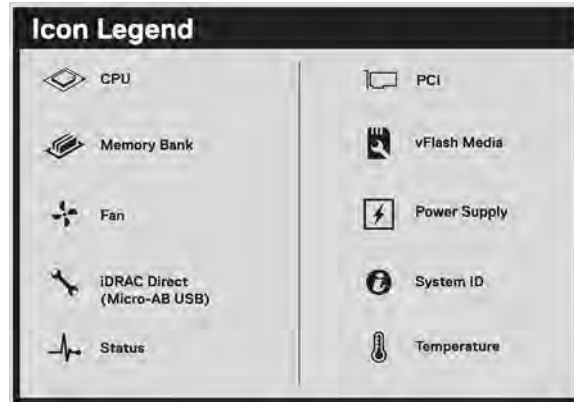 Icon Legend
CPU
Memory Bank
Fan
iDRAC Direct
(Micro-AB USB)
Status
PCI
vFlash Media
Power Supply
System ID
Temperature